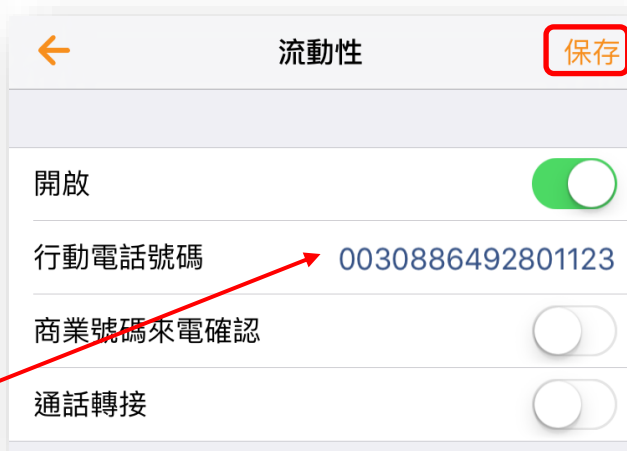 流動性 保存
開啟
行動電話號碼 0030886492801123
商業號碼來電確認
通話轉接